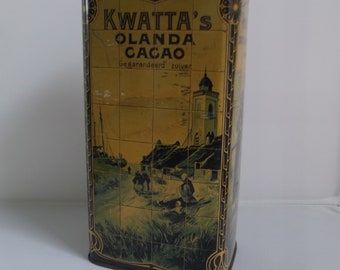 KWATTA's
OLANDA
CACAO
Gegarandeerd zuiver